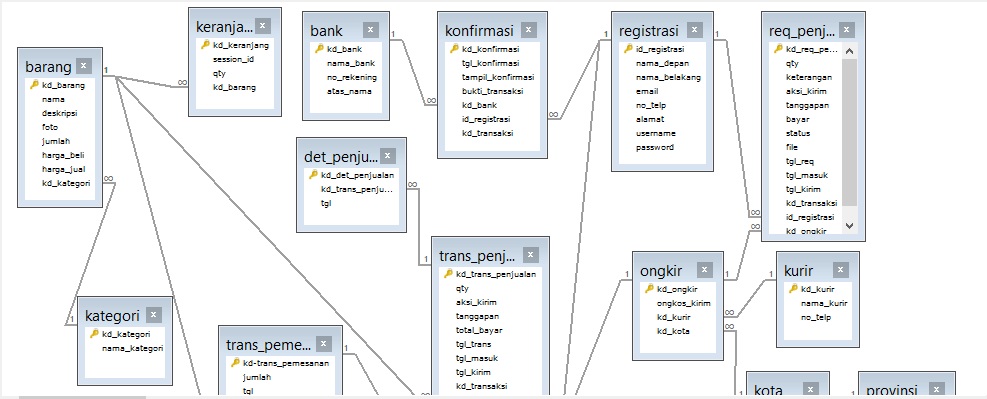 barang
kd_barang
nama
deskripsi
foto
jumlah
harga_beli
harga_jual
kd_kategori
keranja...
kd_keranjang
session_id
qty
kd_barang
bank
kd_bank
nama_bank
no_rekening
atas_nama
konfirmasi
kd_konfirmasi
tgl_konfirmasi
tampil_konfirmasi
bukti_transaksi
kd_bank
id_registrasi
kd_transaksi
registrasi
id_registrasi
nama_depan
nama_belakang
email
no_telp
alamat
username
password
req_penj...
kd_req_pe...
qty
keterangan
aksi_kirim
tanggapan
bayar
status
file
tgl_req
tgl_masuk
tgl_kirim
kd_transaksi
id_registrasi
kd_ongkir
det_penju...
kd_det_penjualan
kd_trans_penju...
tgl
trans_penj...
kd_trans_penjualan
qty
aksi_kirim
tanggapan
total_bayar
tgl_trans
tgl_masuk
tgl_kirim
kd_transaksi
ongkir
kd_ongkir
ongkos_kirim
kd_kurir
kd_kota
kurir
kd_kurir
nama_kurir
no_telp
kategori
kd_kategori
nama_kategori
trans_peme...
kd-trans_pemesanan
jumlah
tgl
kota
provinsi
1
∞
1
∞
1
∞
1
∞
∞
1
∞
1
1
∞
1
∞
1
∞
1
1
∞